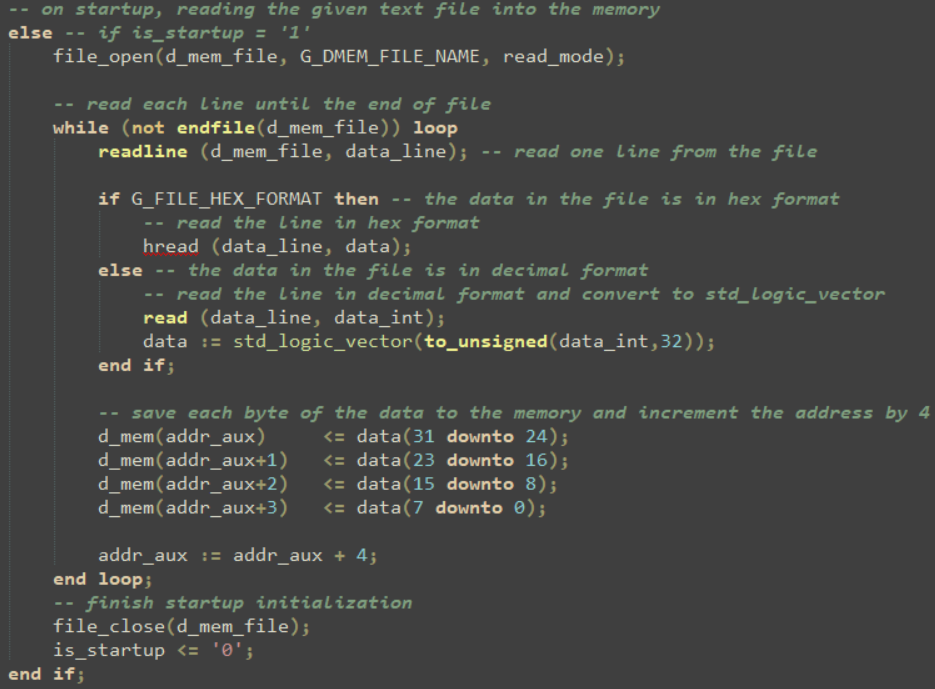 -- on startup, reading the given text file into the memory
else -- if is_startup = '1'
    file_open(d_mem_file, G_DMEM_FILE_NAME, read_mode);

    -- read each line until the end of file
    while (not endfile(d_mem_file)) loop
        readline (d_mem_file, data_line); -- read one line from the file

        if G_FILE_HEX_FORMAT then -- the data in the file is in hex format
            -- read the line in hex format
            hread (data_line, data);
        else -- the data in the file is in decimal format
            -- read the line in decimal format and convert to std_logic_vector
            read (data_line, data_int);
            data := std_logic_vector(to_unsigned(data_int,32));
        end if;

        -- save each byte of the data to the memory and increment the address by 4
        d_mem(addr_aux)     <= data(31 downto 24);
        d_mem(addr_aux+1)   <= data(23 downto 16);
        d_mem(addr_aux+2)   <= data(15 downto 8);
        d_mem(addr_aux+3)   <= data(7 downto 0);

        addr_aux := addr_aux + 4;
    end loop;
    -- finish startup initialization
    file_close(d_mem_file);
    is_startup <= '0';
end if;